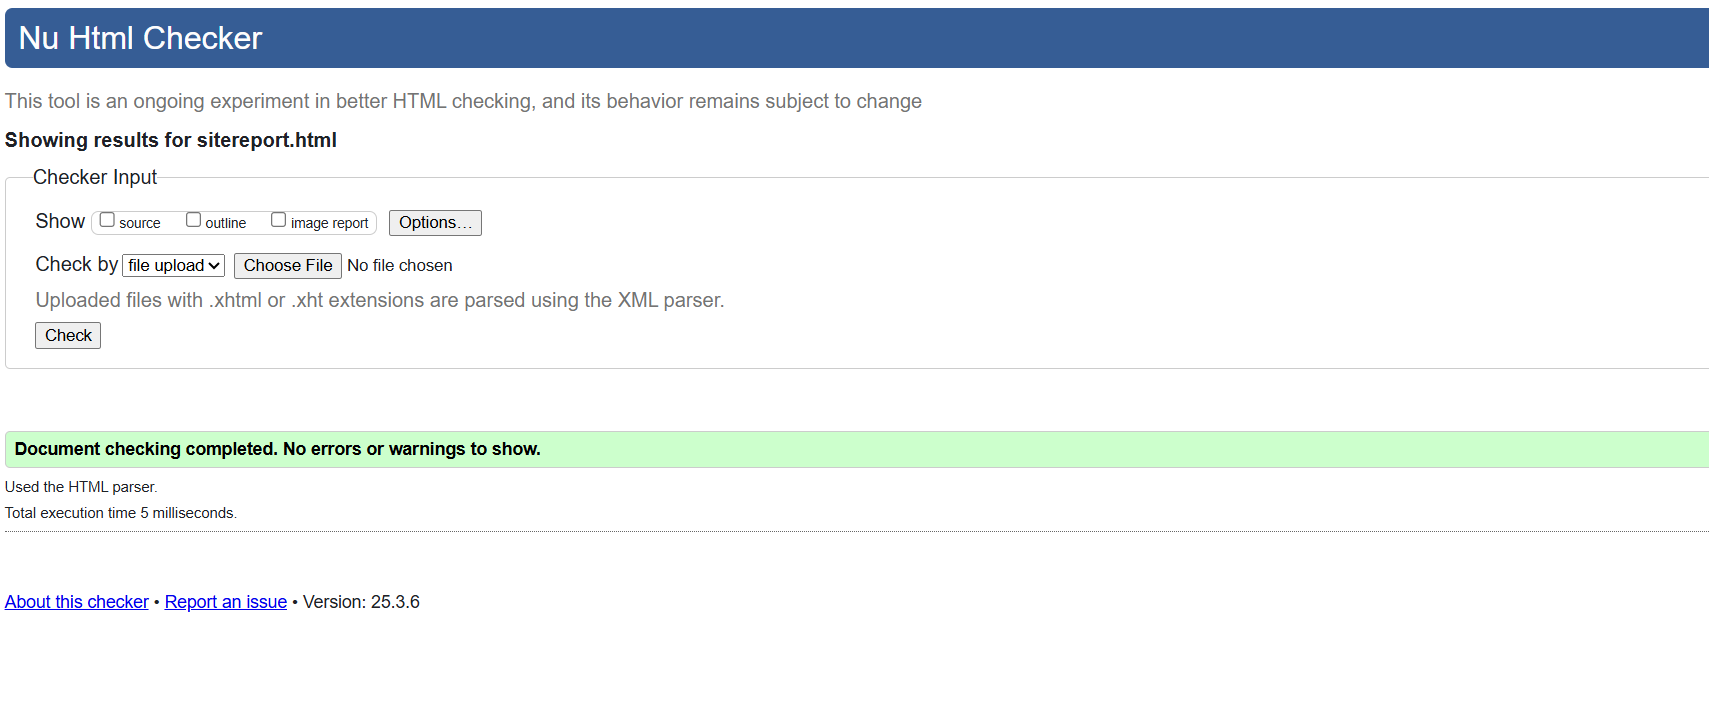 Nu Html Checker
This tool is an ongoing experiment in better HTML checking, and its behavior remains subject to change
Showing results for sitereport.html
Checker Input
Show source outline image report Options...
Check by file upload Choose File No file chosen
Uploaded files with .xhtml or .xht extensions are parsed using the XML parser.
Check
Document checking completed. No errors or warnings to show.
Used the HTML parser.
Total execution time 5 milliseconds.
About this checker • Report an issue • Version: 25.3.6